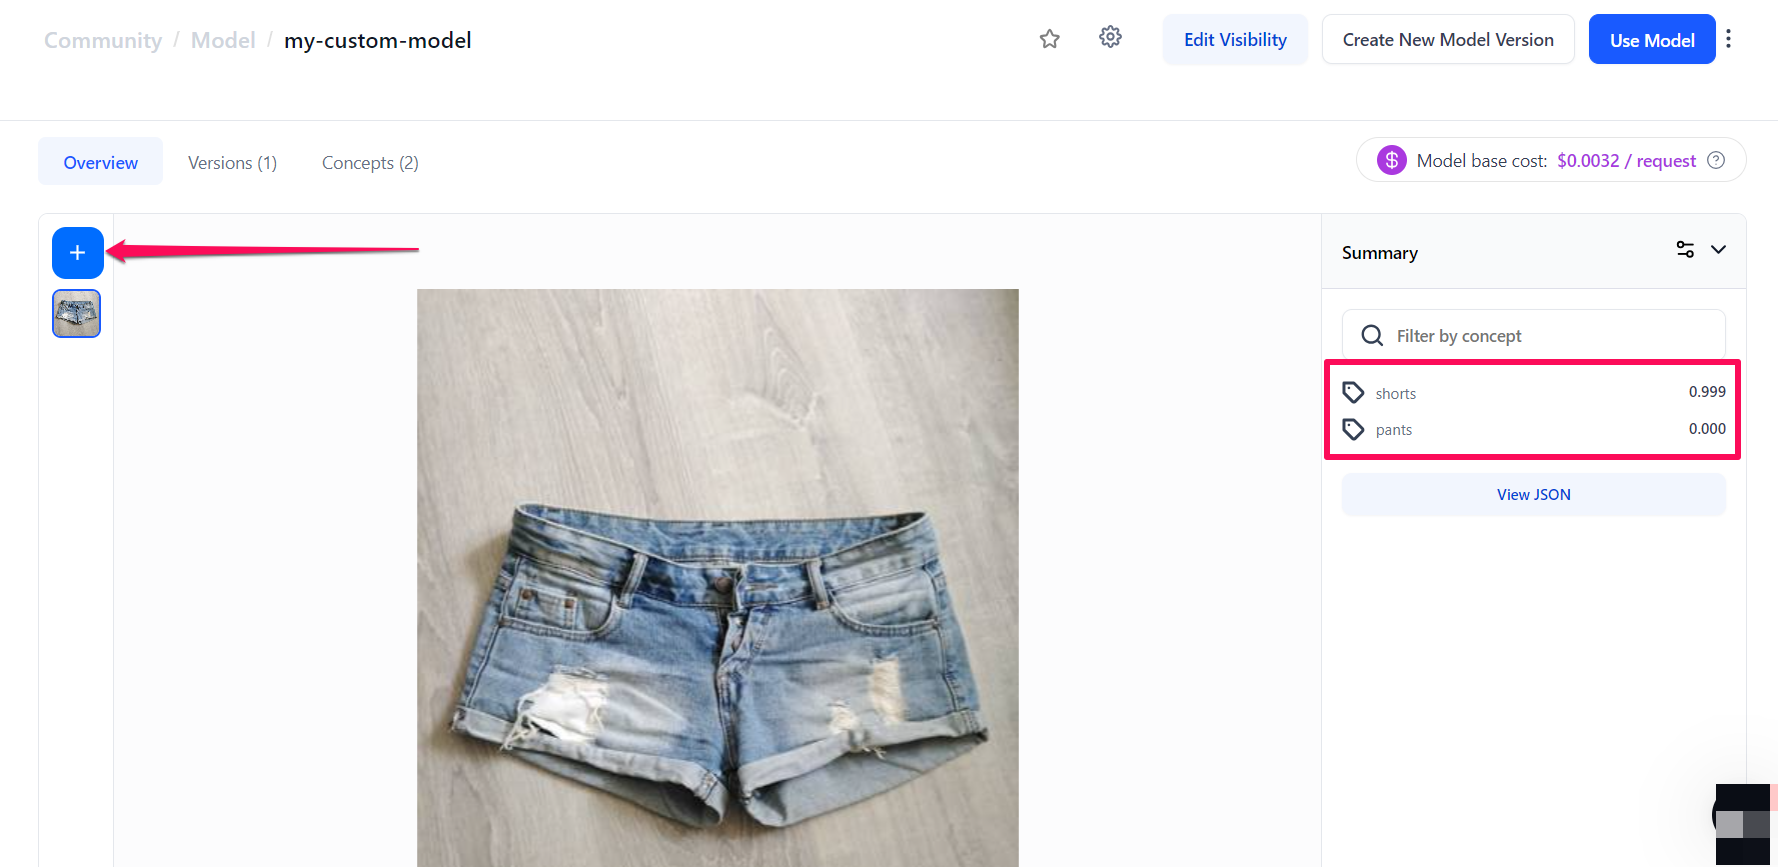 Community / Model / my-custom-model
Edit Visibility
Create New Model Version
Use Model
Overview
Versions (1)
Concepts (2)
$ Model base cost: $0.0032 / request ?
+
Summary
Filter by concept
shorts 0.999
pants 0.000
View JSON